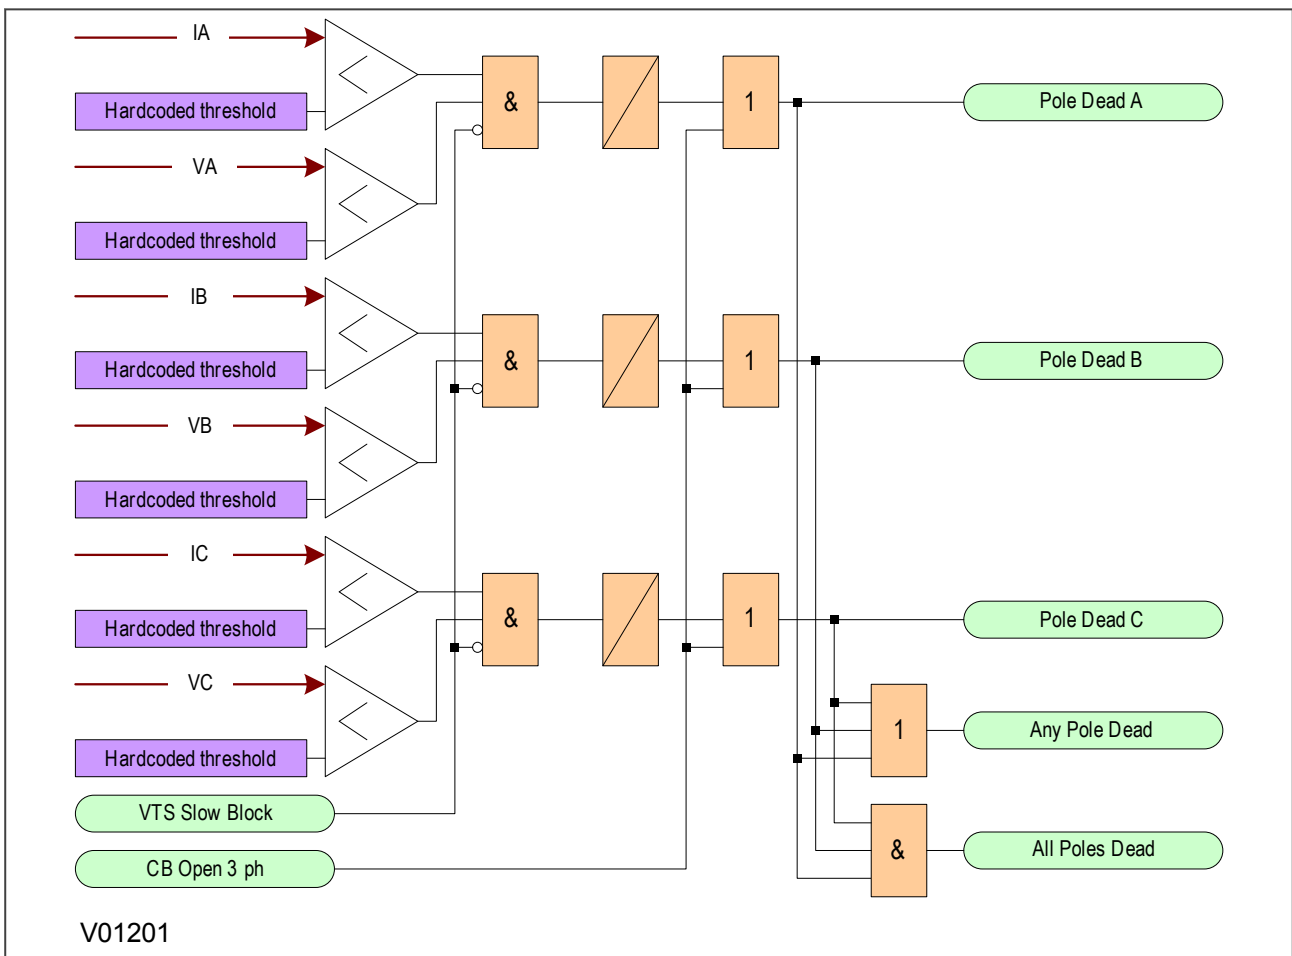 IA
Hardcoded threshold
& 1 Pole Dead A
VA
Hardcoded threshold
IB
Hardcoded threshold
& 1 Pole Dead B
VB
Hardcoded threshold
IC
Hardcoded threshold
& 1 Pole Dead C
VC
1 Any Pole Dead
Hardcoded threshold
VTS Slow Block
& All Poles Dead
CB Open 3 ph
V01201